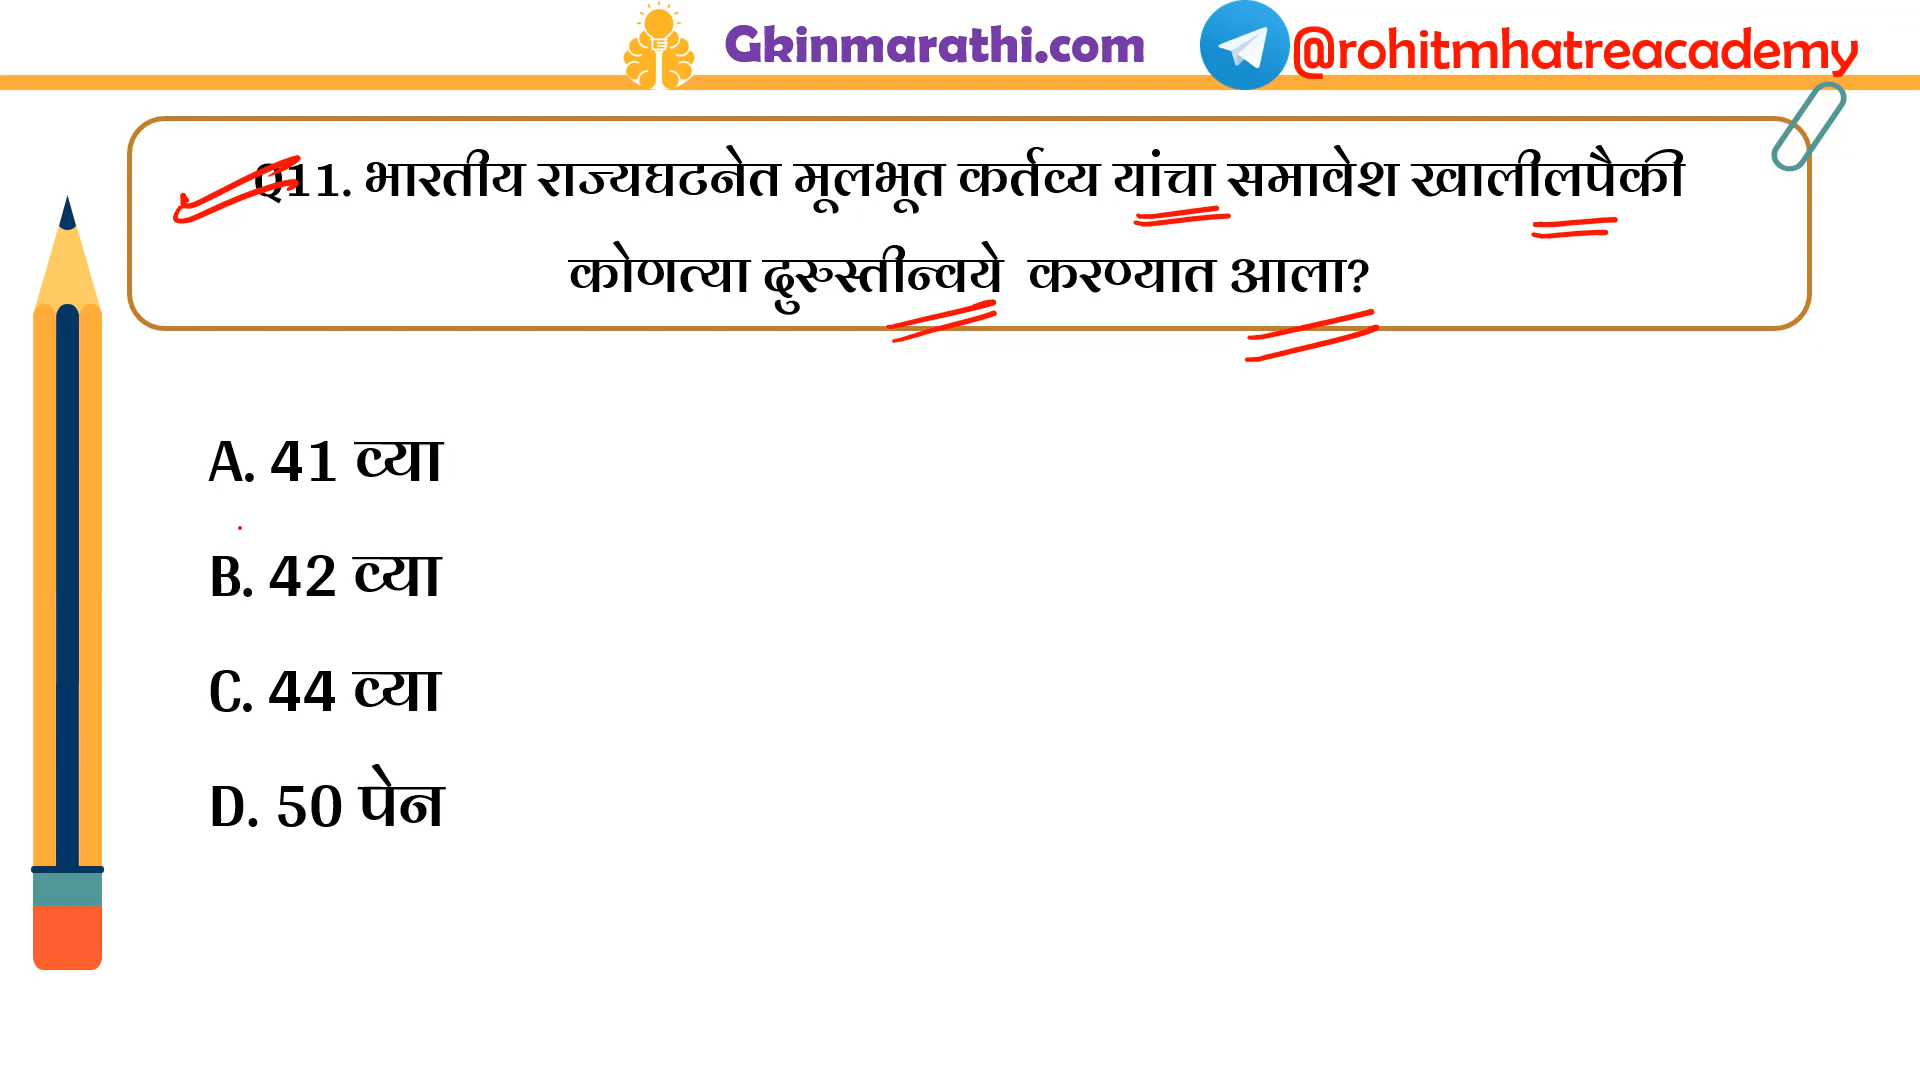 Gkinmarathi.com
@rohitmhatreacademy
Q11. भारतीय राज्यघटनेत मूलभूत कर्तव्य यांचा समावेश खालीलपैकी
कोणत्या दुरुस्तीन्वये करण्यात आला?
A. 41 व्या
B. 42 व्या
C. 44 व्या
D. 50 पेन